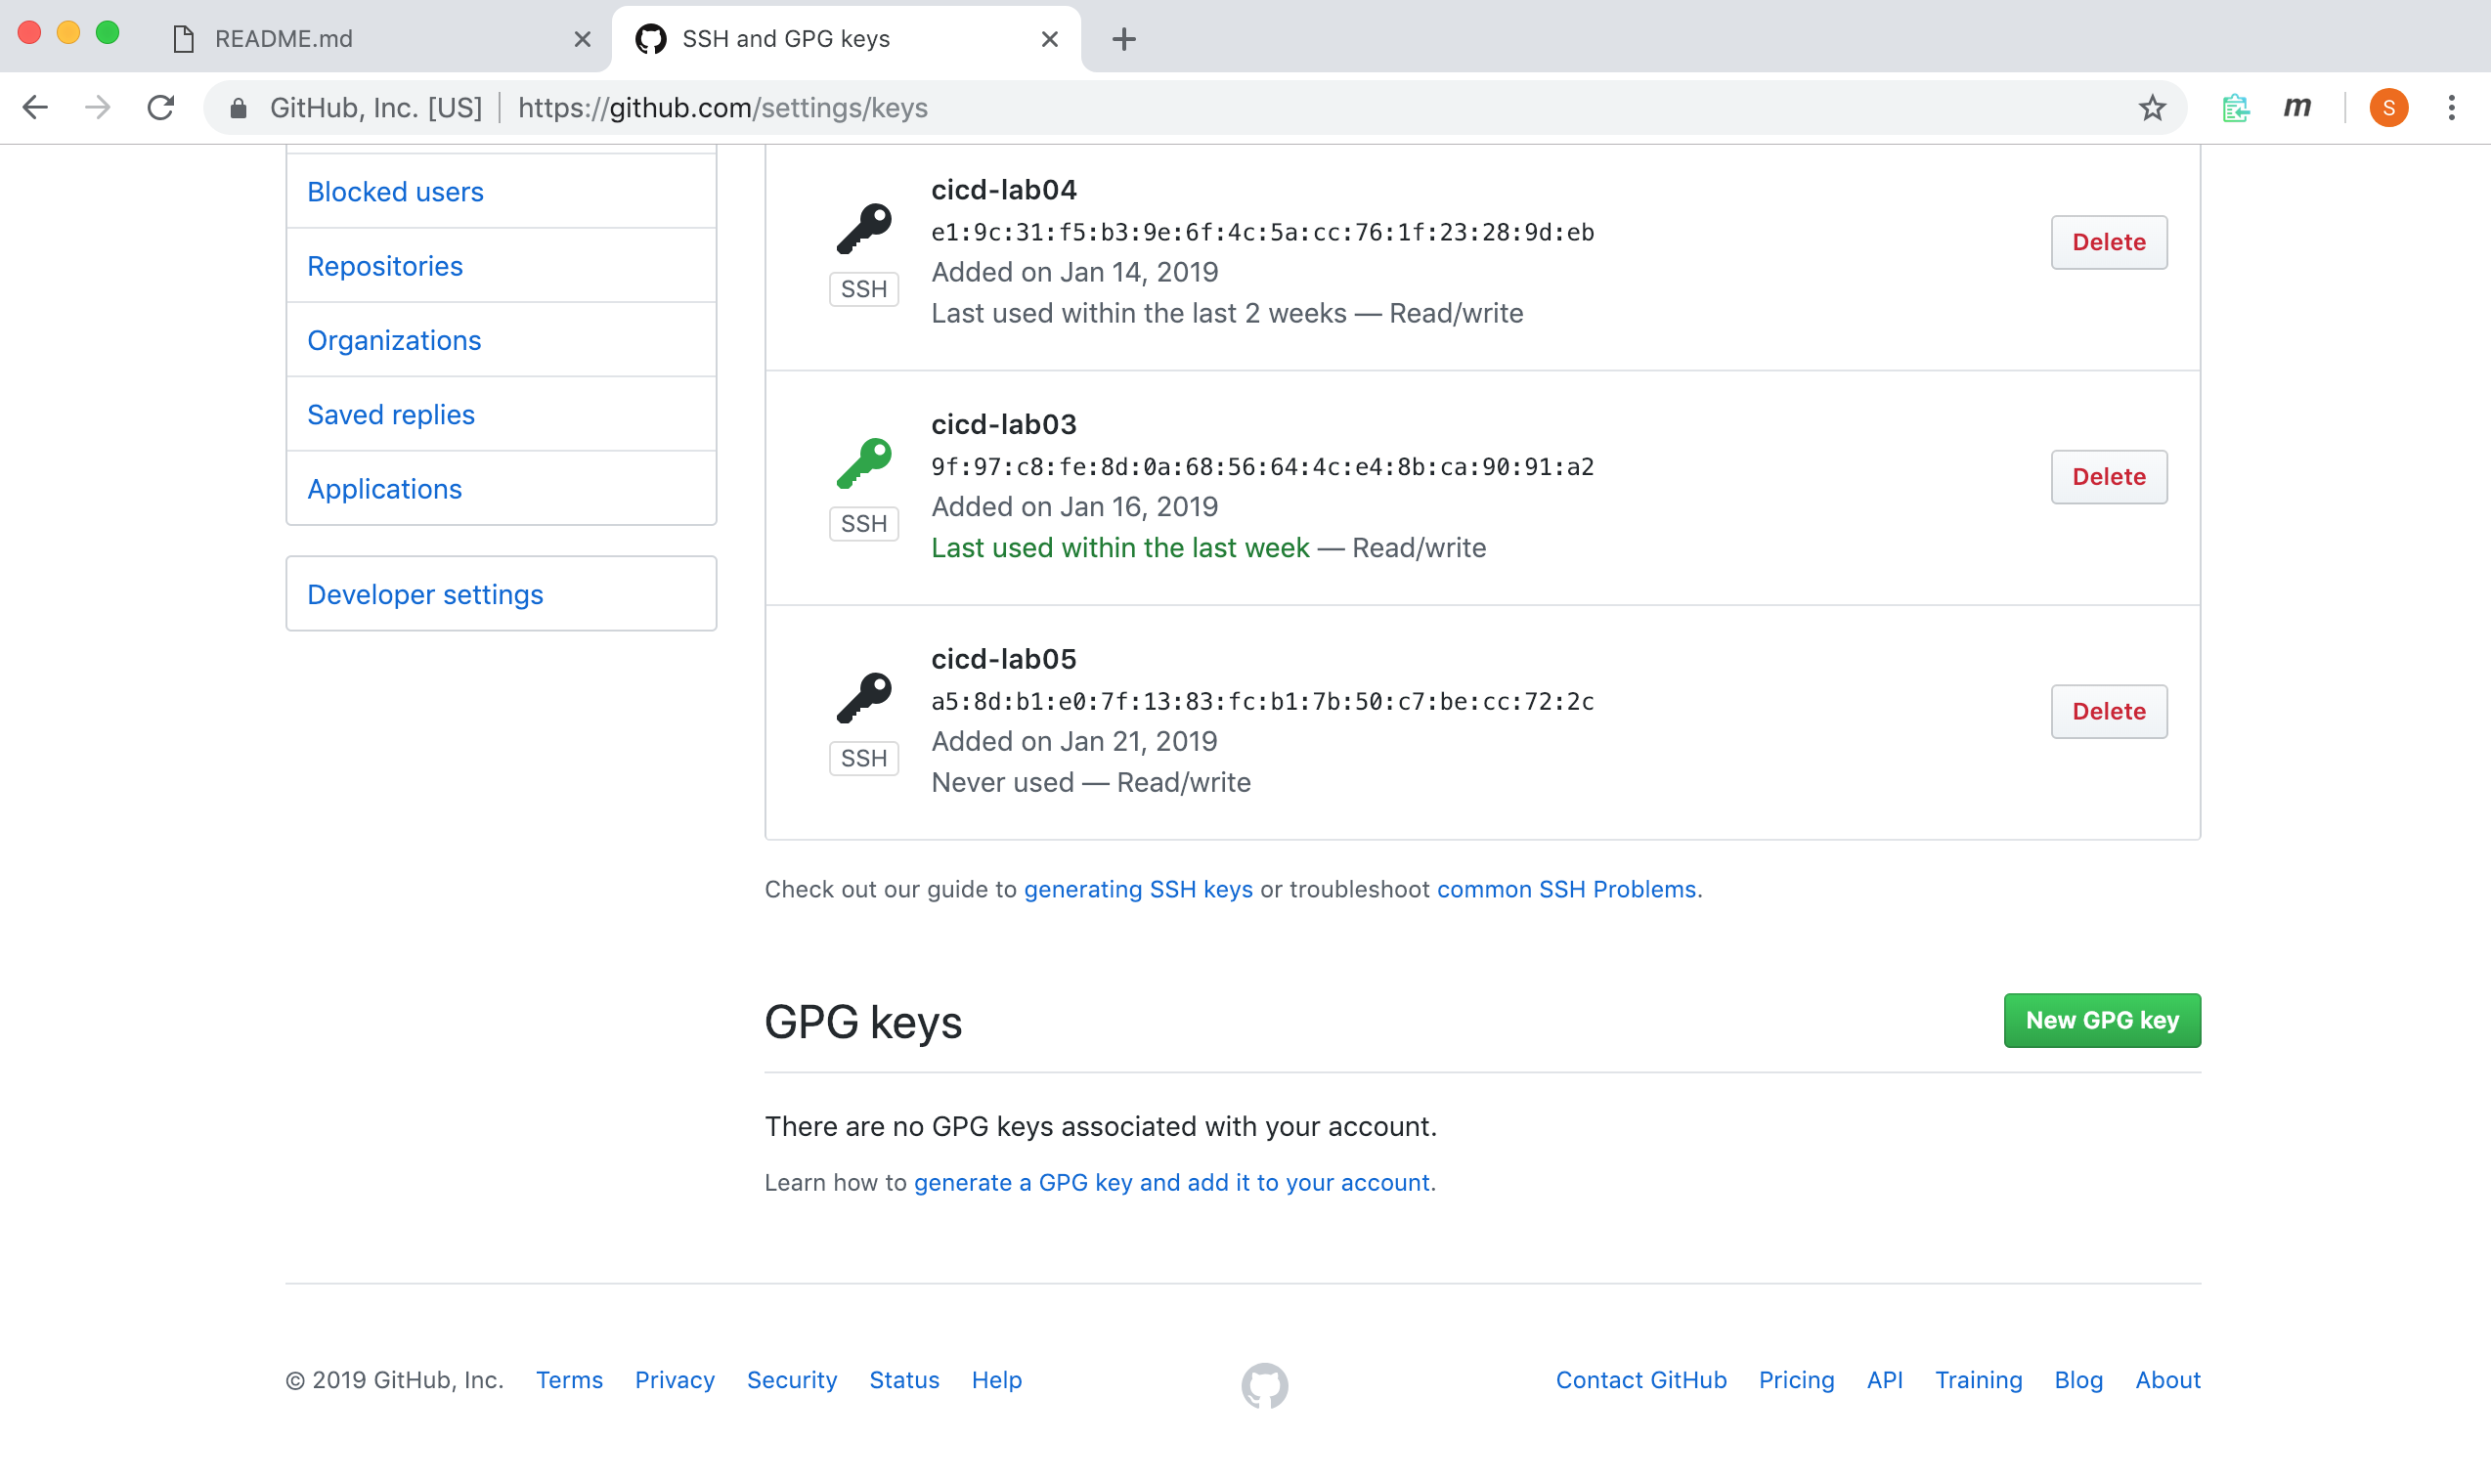 README.md
SSH and GPG keys
GitHub, Inc. [US] https://github.com/settings/keys
m
S
Blocked users
Repositories
Organizations
Saved replies
Applications
Developer settings
cicd-lab04
e1:9c:31:f5:b3:9e:6f:4c:5a:cc:76:1f:23:28:9d:eb
Added on Jan 14, 2019
Last used within the last 2 weeks — Read/write
SSH
Delete
cicd-lab03
9f:97:c8:fe:8d:0a:68:56:64:4c:e4:8b:ca:90:91:a2
Added on Jan 16, 2019
Last used within the last week — Read/write
SSH
Delete
cicd-lab05
a5:8d:b1:e0:7f:13:83:fc:b1:7b:50:c7:be:cc:72:2c
Added on Jan 21, 2019
Never used — Read/write
SSH
Delete
Check out our guide to generating SSH keys or troubleshoot common SSH Problems.
GPG keys
New GPG key
There are no GPG keys associated with your account.
Learn how to generate a GPG key and add it to your account.
© 2019 GitHub, Inc. Terms Privacy Security Status Help
Contact GitHub Pricing API Training Blog About